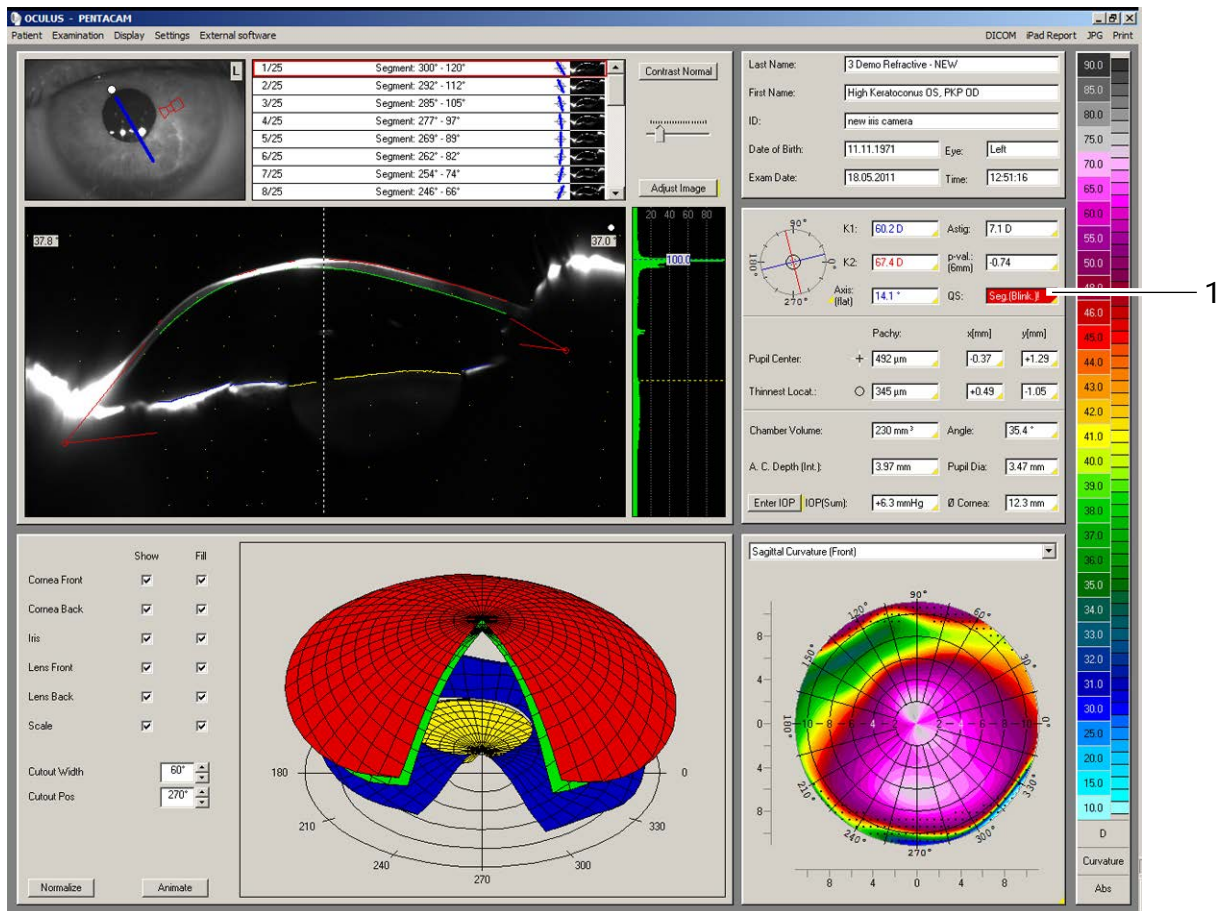 OCULUS - PENTACAM
Patient Examination Display Settings External software DICOM iPad Report JPG Print
L
1/25 Segment: 300° - 120°
2/25 Segment: 292° - 112°
3/25 Segment: 285° - 105°
4/25 Segment: 277° - 97°
5/25 Segment: 269° - 89°
6/25 Segment: 262° - 82°
7/25 Segment: 254° - 74°
8/25 Segment: 246° - 66°
Contrast Normal
Adjust Image
37.8 °
37.0 °
20 40 60 80
100.0
Last Name: 3 Demo Refractive - NEW
First Name: High Keratoconus OS, PKP OD
ID: new iris camera
Date of Birth: 11.11.1971 Eye: Left
Exam Date: 18.05.2011 Time: 12:51:16
90°
180°
0°
270°
K1: 60.2 D Astig: 7.1 D
K2: 67.4 D p-val.: (6mm) -0.74
Axis: (flat) 14.1 ° QS: Seg.(Blink.)!
1
Pachy: x[mm] y[mm]
Pupil Center: + 492 µm -0.37 +1.29
Thinnest Locat.: 345 µm +0.49 -1.05
Chamber Volume: 230 mm³ Angle: 35.4 °
A. C. Depth (Int.): 3.97 mm Pupil Dia: 3.47 mm
Enter IOP IOP(Sum): +6.3 mmHg Ø Cornea: 12.3 mm
Show Fill
Cornea Front
Cornea Back
Iris
Lens Front
Lens Back
Scale
Cutout Width 60°
Cutout Pos 270°
Normalize Animate
180 0
210 330
240 300
270
Sagittal Curvature (Front)
90°
120° 60°
150° 30°
180° 10 8 6 4 2 4 6 8 10 0°
210° 330°
240° 300°
270°
8
4
0
4
8
8 4 0 4 8
90.0
85.0
80.0
75.0
70.0
65.0
60.0
55.0
50.0
48.0
46.0
45.0
44.0
43.0
42.0
41.0
40.0
39.0
38.0
37.0
36.0
35.0
34.0
33.0
32.0
31.0
30.0
25.0
20.0
15.0
10.0
D
Curvature
Abs